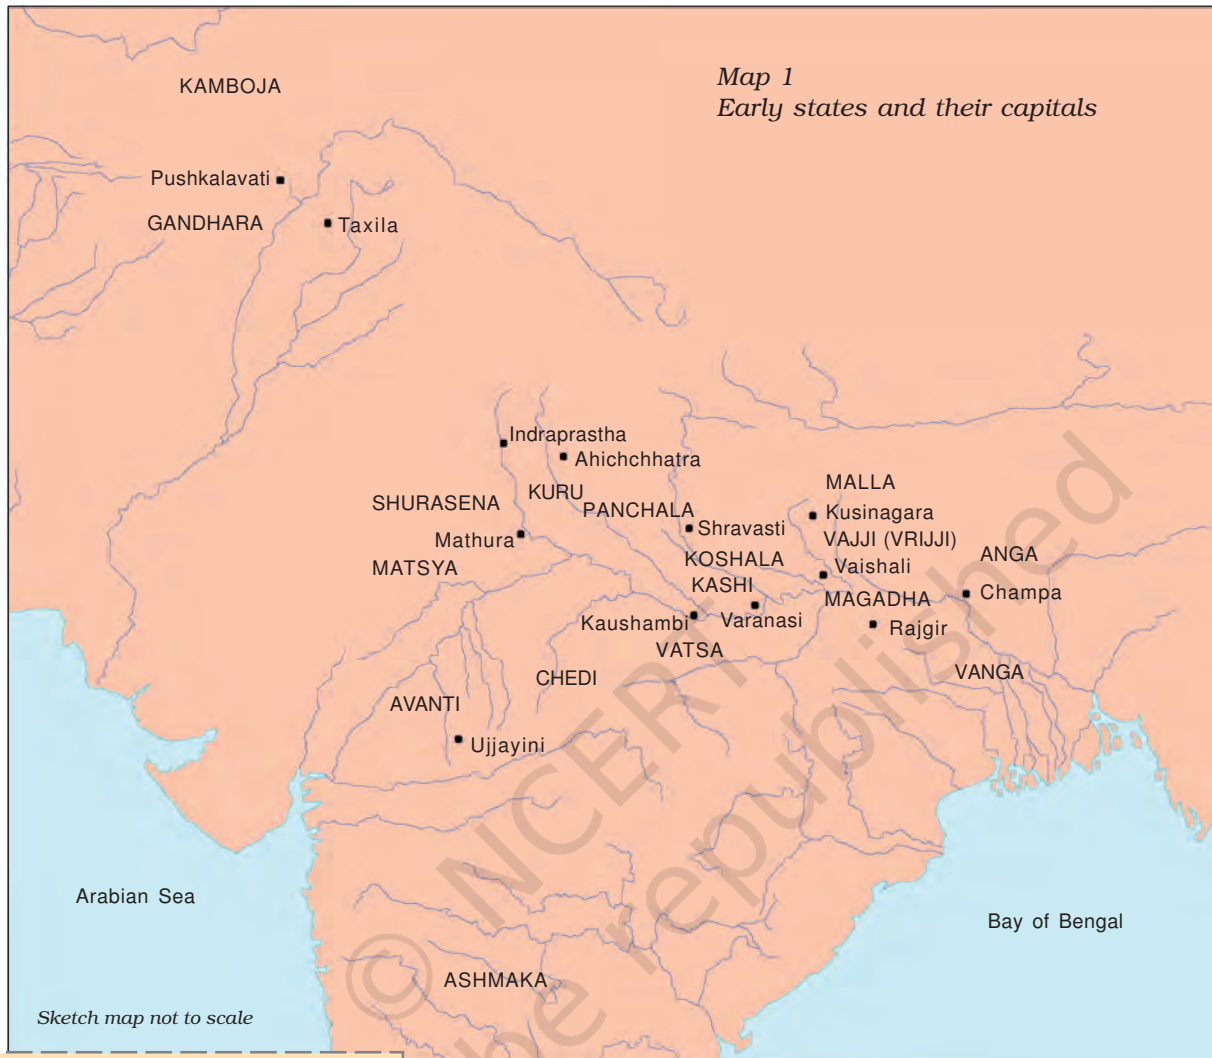 Map 1
Early states and their capitals
KAMBOJA
Pushkalavati
GANDHARA
Taxila
Indraprastha
Ahichchhatra
KURU
SHURASENA
PANCHALA
MALLA
Kusinagara
Mathura
Shravasti
VAJJI (VRIJJI)
MATSYA
KOSHALA
Vaishali
ANGA
KASHI
MAGADHA
Champa
Kaushambi
Varanasi
Rajgir
VATSA
CHEDI
VANGA
AVANTI
Ujjayini
Arabian Sea
Bay of Bengal
ASHMAKA
Sketch map not to scale
© NCERT
be republished